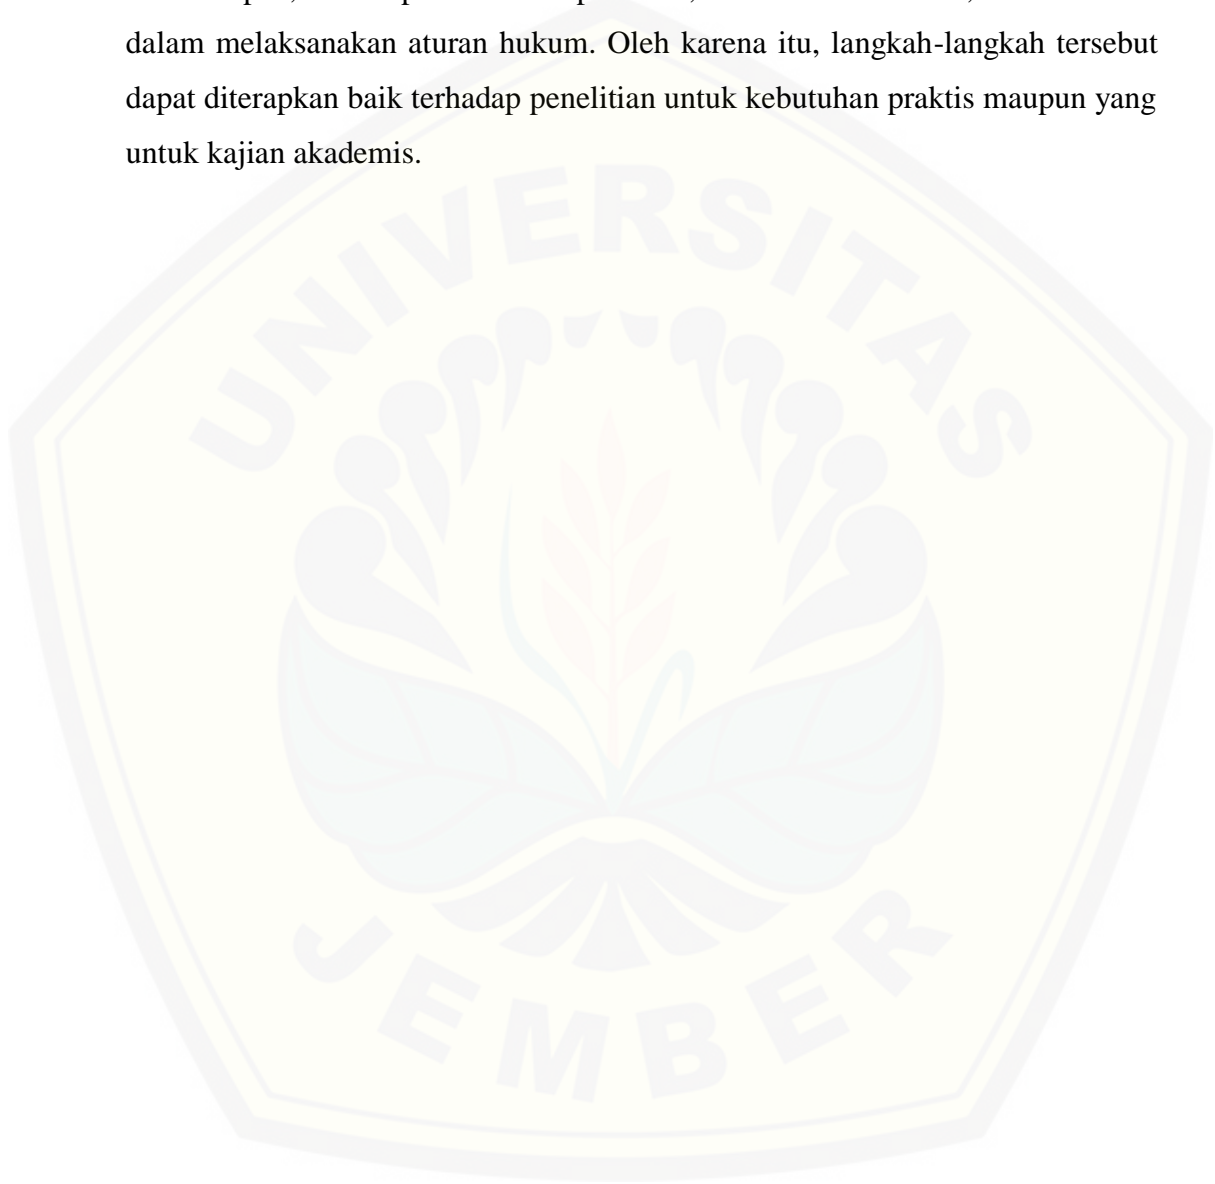 dalam melaksanakan aturan hukum. Oleh karena itu, langkah-langkah tersebut
dapat diterapkan baik terhadap penelitian untuk kebutuhan praktis maupun yang
untuk kajian akademis.
UNIVERSITAS
JEMBER